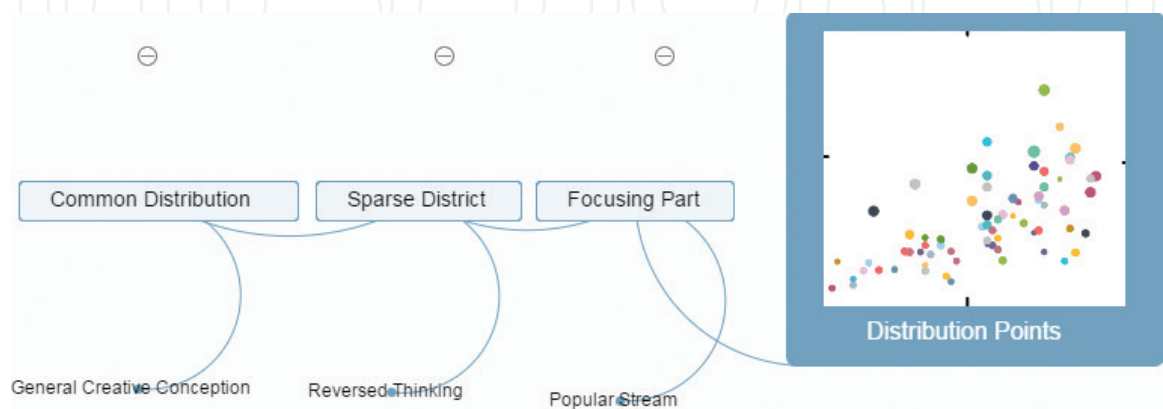 Common Distribution
Sparse District
Focusing Part
Distribution Points
General Creative Conception
Reversed Thinking
Popular Stream